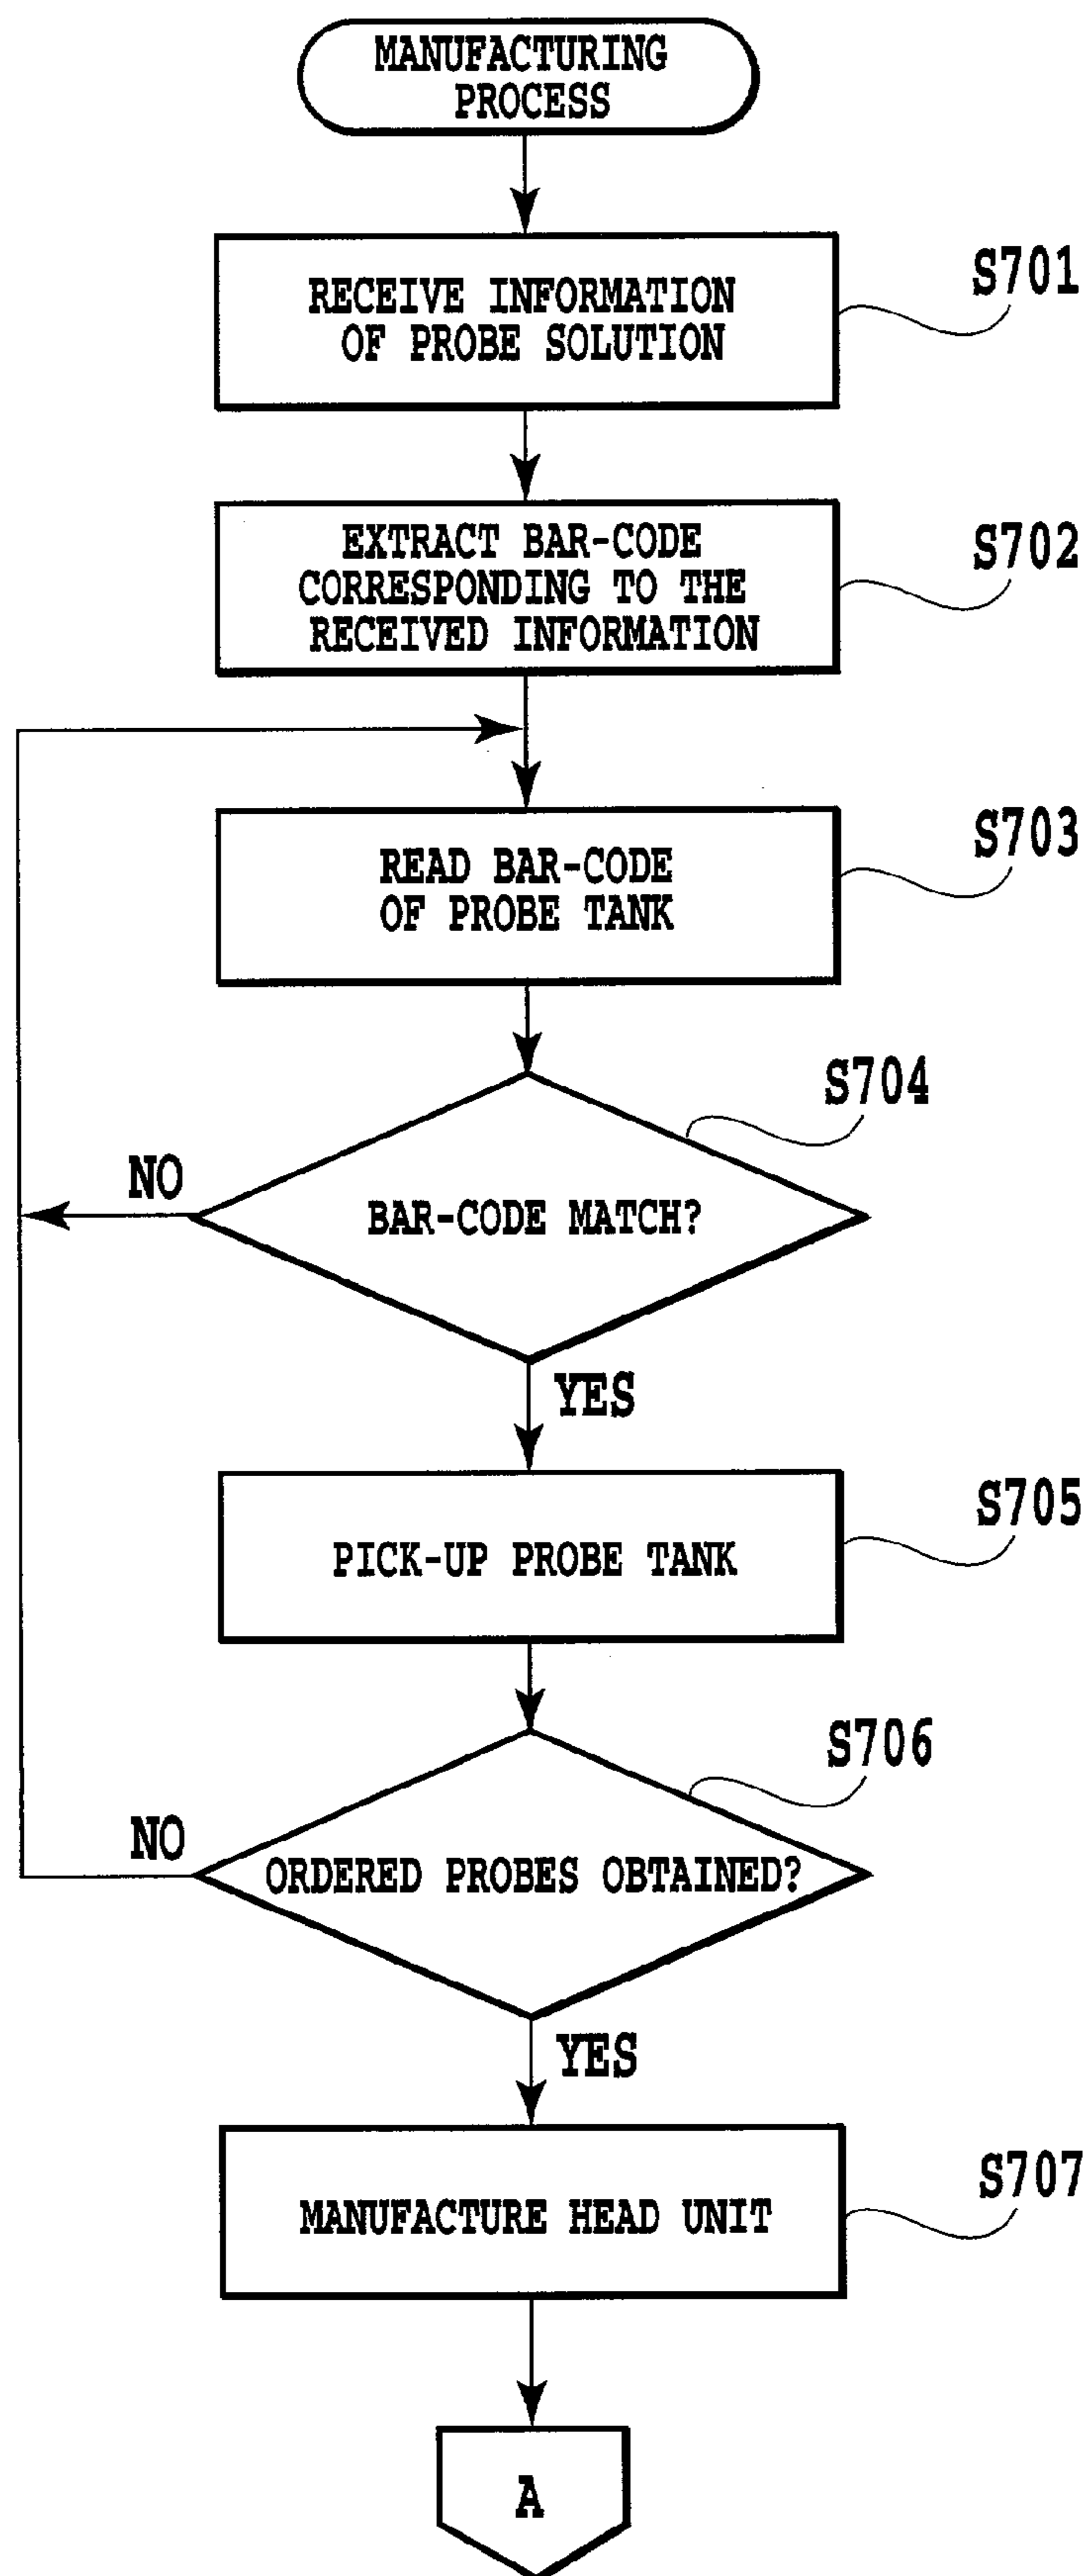 MANUFACTURING
PROCESS
RECEIVE INFORMATION
OF PROBE SOLUTION
S701
EXTRACT BAR-CODE
CORRESPONDING TO THE
RECEIVED INFORMATION
S702
READ BAR-CODE
OF PROBE TANK
S703
S704
NO
BAR-CODE MATCH?
YES
PICK-UP PROBE TANK
S705
S706
NO
ORDERED PROBES OBTAINED?
YES
MANUFACTURE HEAD UNIT
S707
A